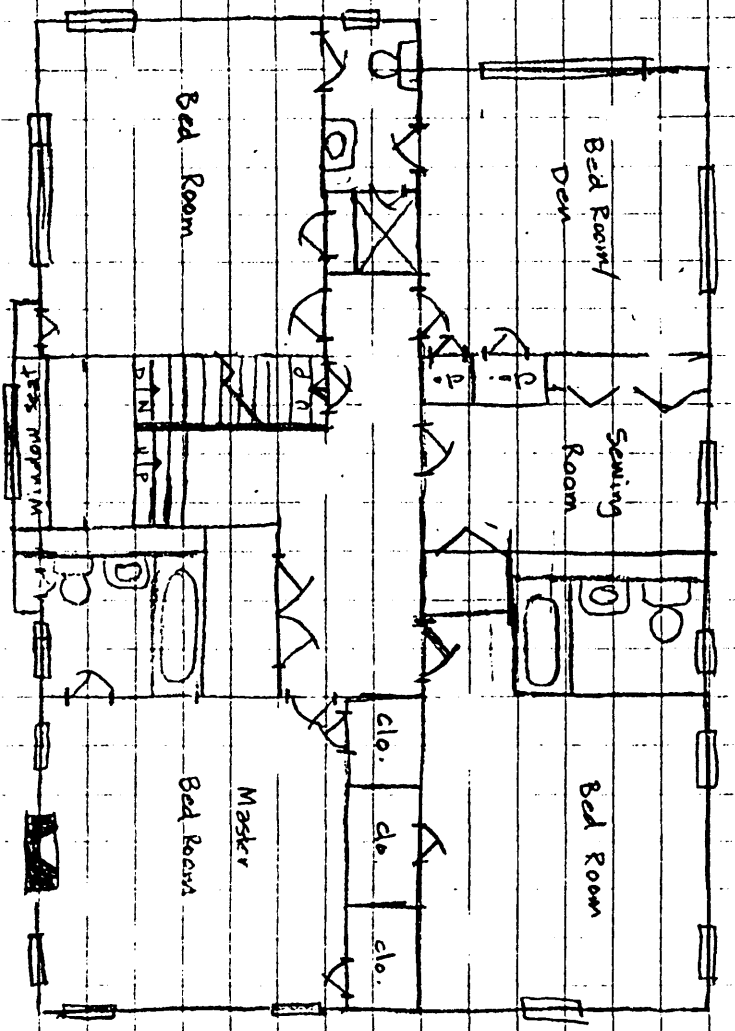 Bed Room/
Den
Sewing
Room
Bed Room
Bed Room
DN
UP
Window Seat
clo.
clo.
clo.
Master
Bed Room